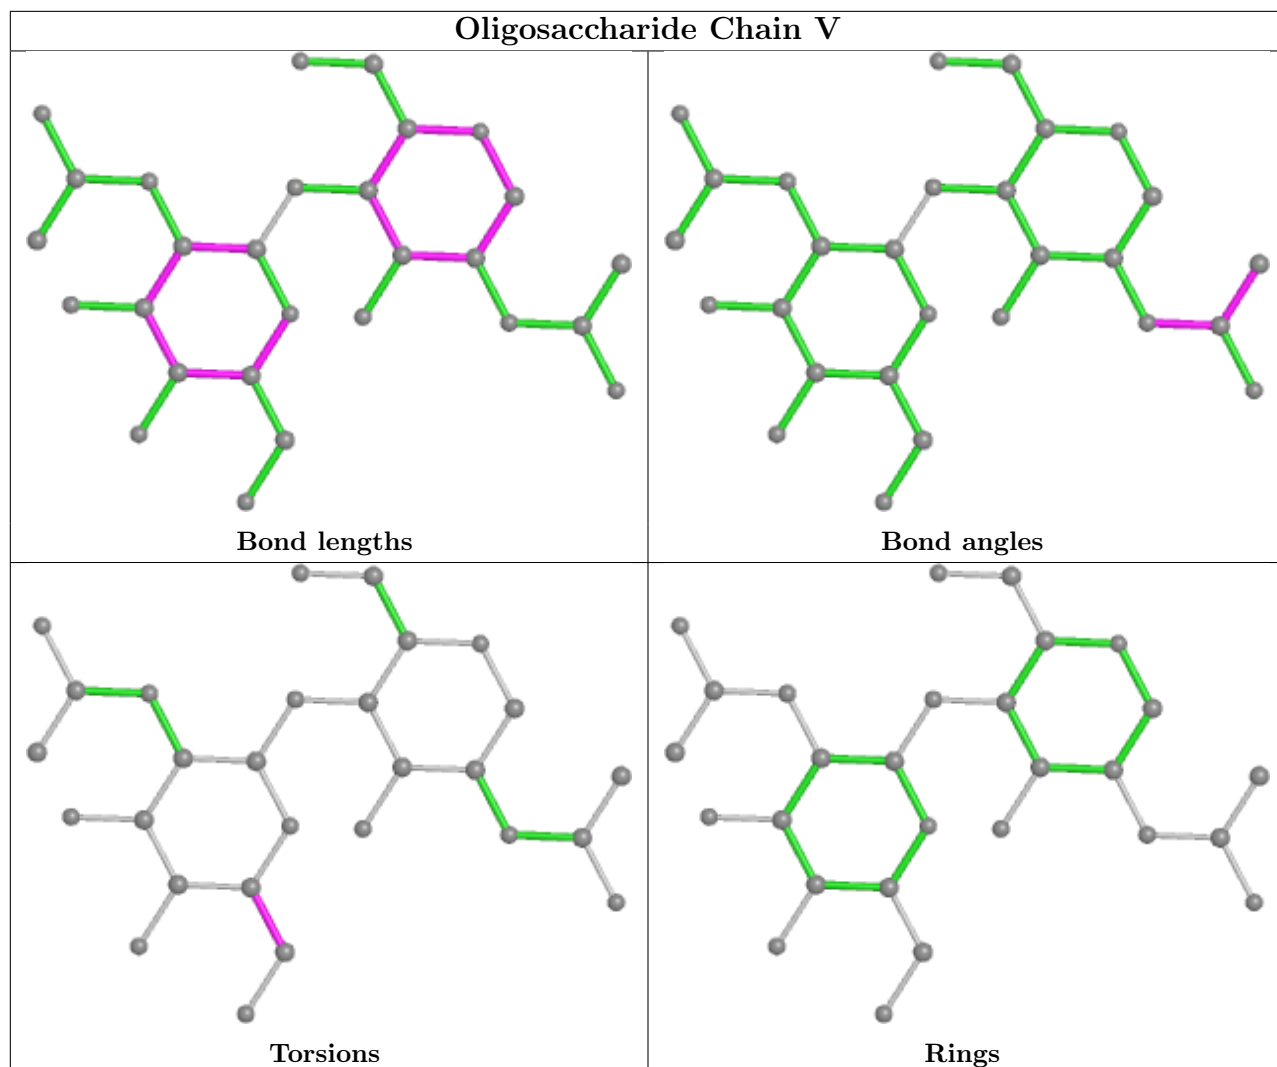 Oligosaccharide Chain V
Bond lengths
Bond angles
Torsions
Rings